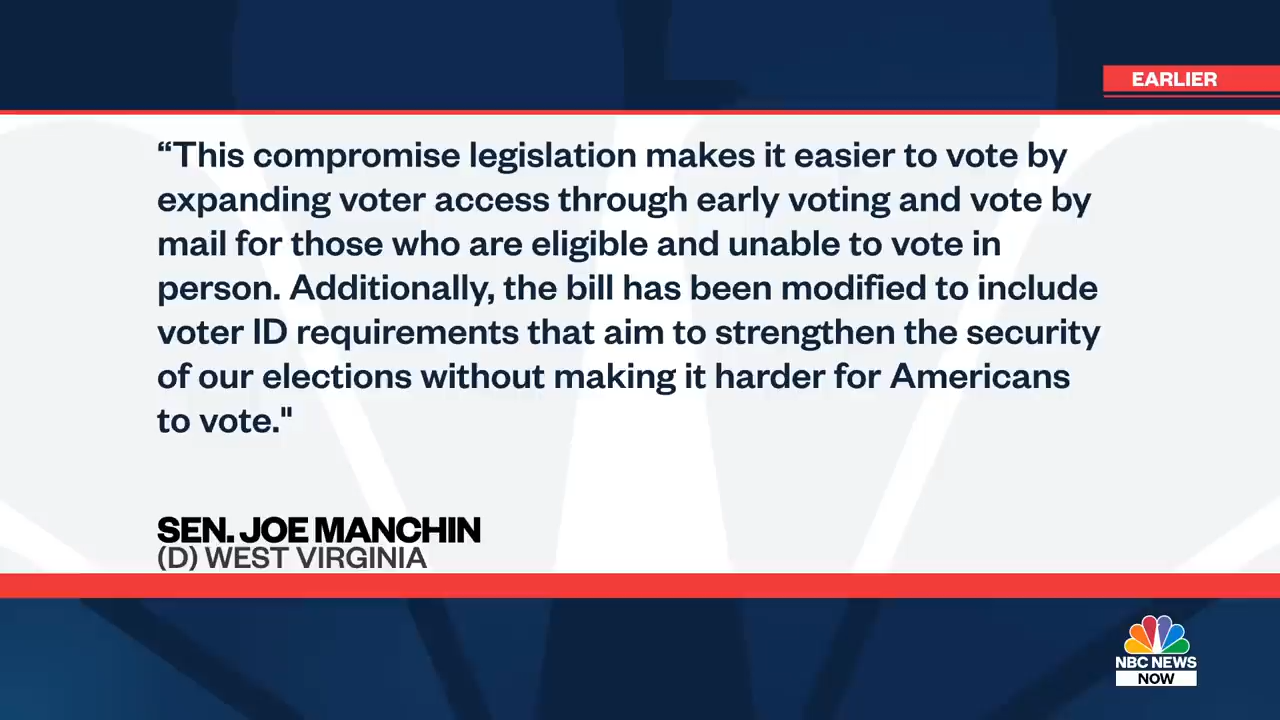 EARLIER
“This compromise legislation makes it easier to vote by
expanding voter access through early voting and vote by
mail for those who are eligible and unable to vote in
person. Additionally, the bill has been modified to include
voter ID requirements that aim to strengthen the security
of our elections without making it harder for Americans
to vote."
SEN. JOE MANCHIN
(D) WEST VIRGINIA
NBC NEWS
NOW